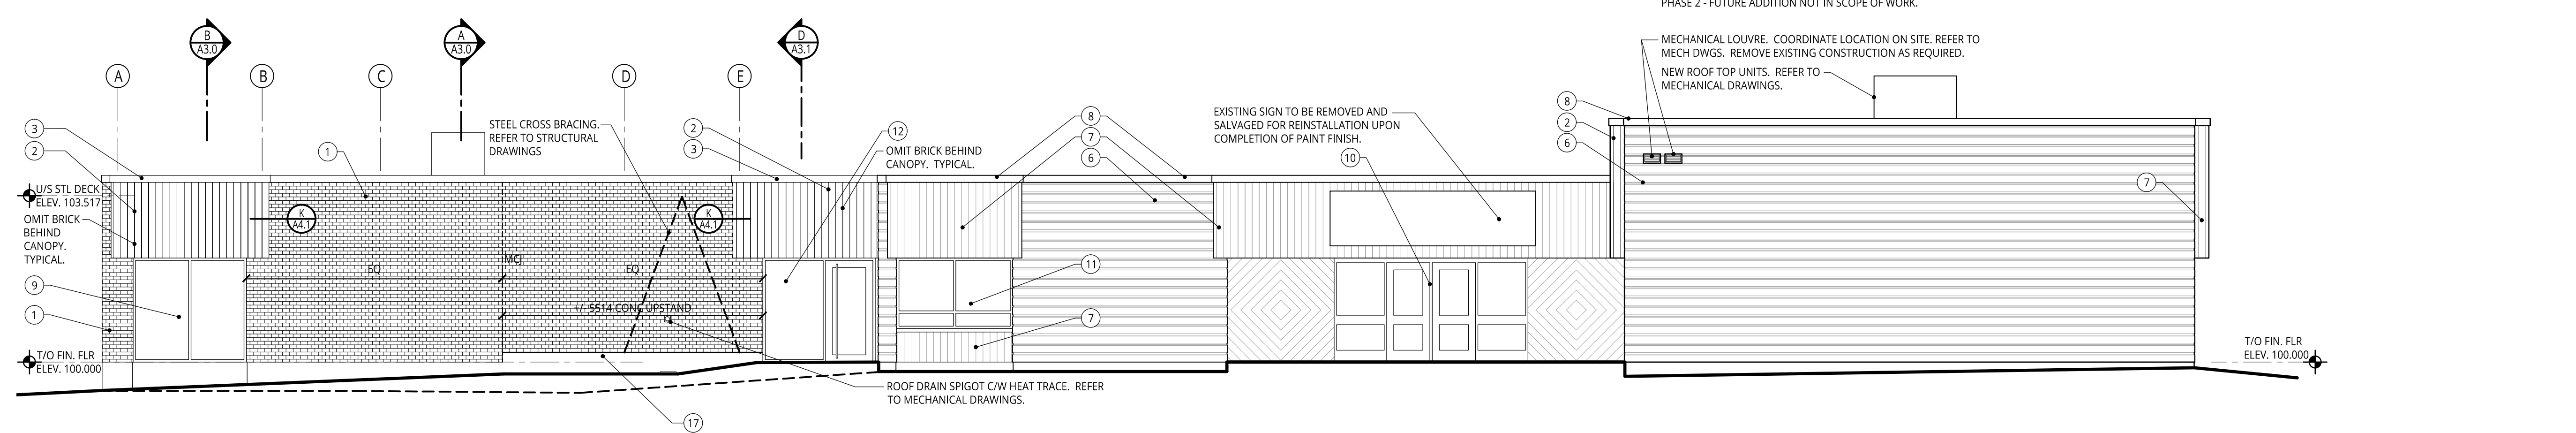 PHASE 2 - FUTURE ADDITION NOT IN SCOPE OF WORK.
B
A3.0
A
A3.0
D
A3.1
MECHANICAL LOUVRE. COORDINATE LOCATION ON SITE. REFER TO
MECH DWGS. REMOVE EXISTING CONSTRUCTION AS REQUIRED.
NEW ROOF TOP UNITS. REFER TO
MECHANICAL DRAWINGS.
A
B
C
D
E
3
2
1
STEEL CROSS BRACING.
REFER TO STRUCTURAL
DRAWINGS
2
3
12
OMIT BRICK BEHIND
CANOPY. TYPICAL.
8
7
6
EXISTING SIGN TO BE REMOVED AND
SALVAGED FOR REINSTALLATION UPON
COMPLETION OF PAINT FINISH.
10
8
2
6
7
U/S STL DECK
ELEV. 103.517
OMIT BRICK
BEHIND
CANOPY.
TYPICAL.
K
A4.1
K
A4.1
EQ
MCJ
EQ
9
1
11
7
+/- 5514 CONC UPSTAND
T/O FIN. FLR
ELEV. 100.000
T/O FIN. FLR
ELEV. 100.000
ROOF DRAIN SPIGOT C/W HEAT TRACE. REFER
TO MECHANICAL DRAWINGS.
17